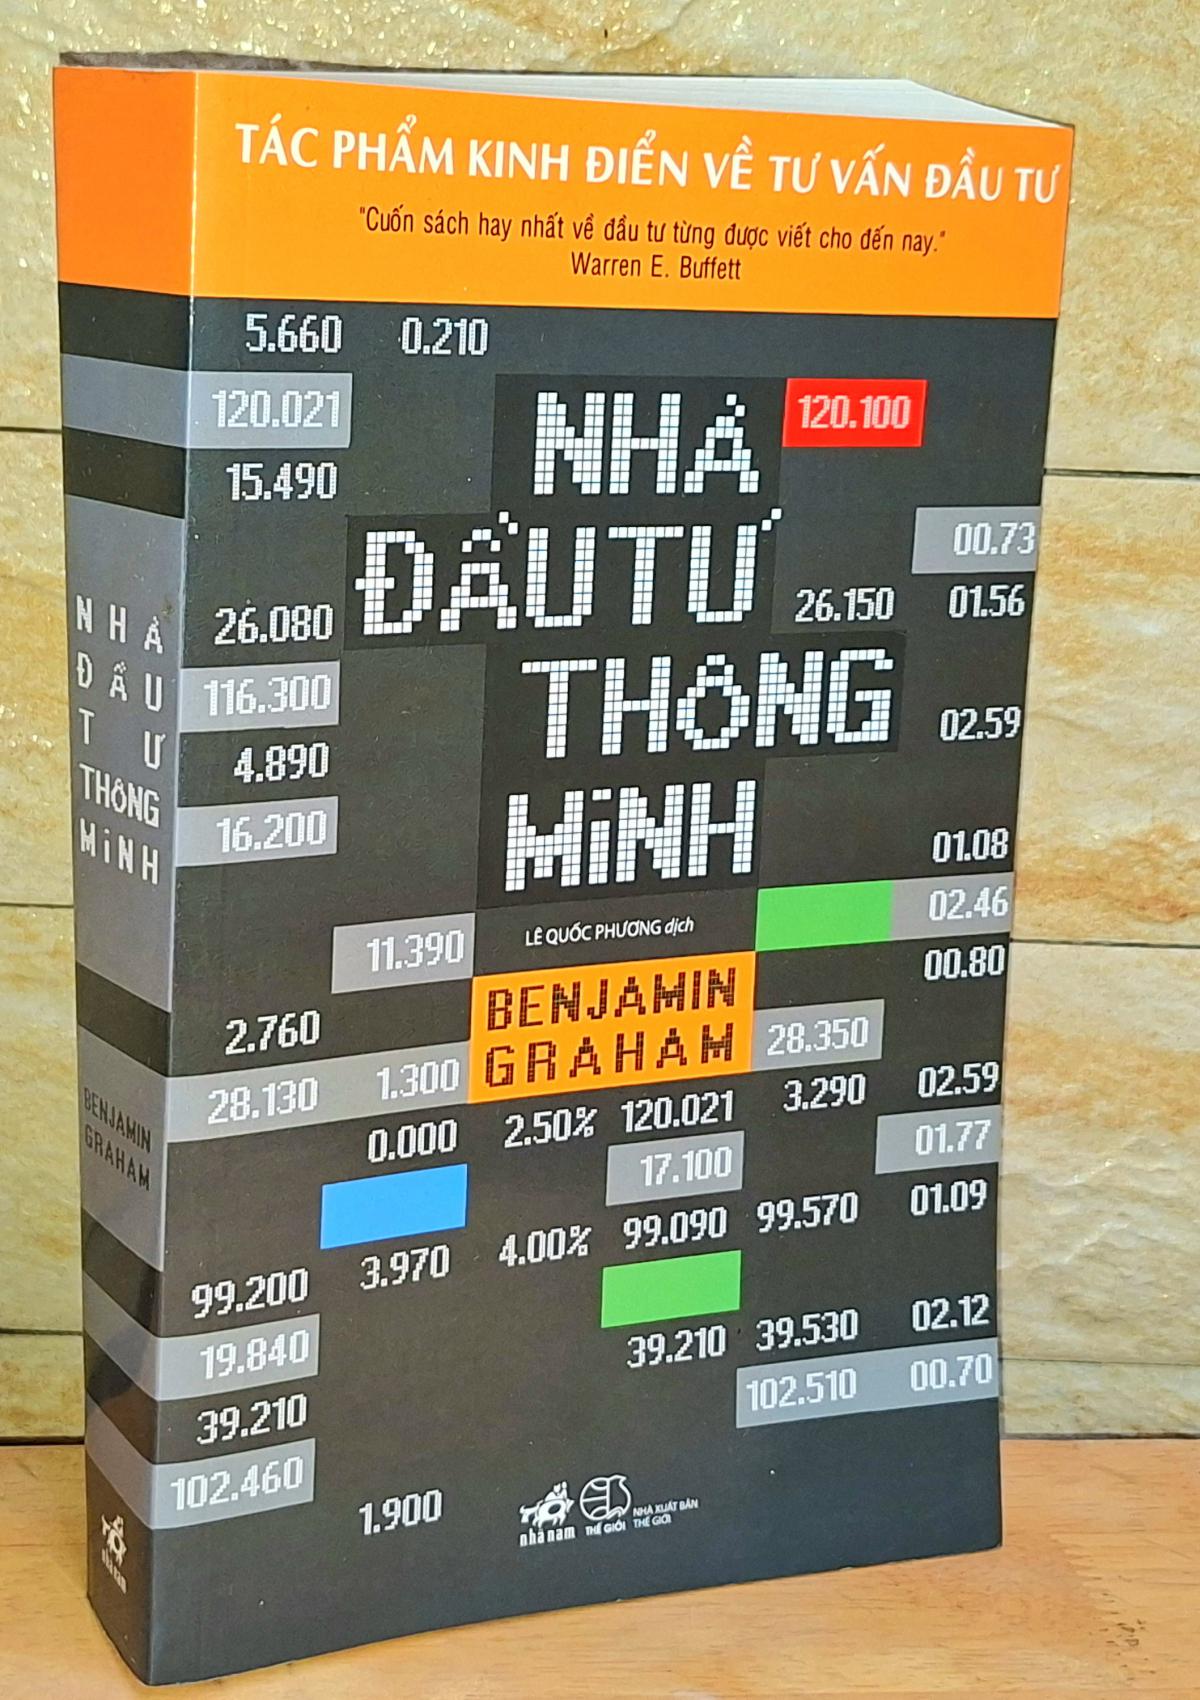 TÁC PHẨM KINH ĐIỂN VỀ TƯ VẤN ĐẦU TƯ
"Cuốn sách hay nhất về đầu tư từng được viết cho đến nay."
Warren E. Buffett
5.660 0.210
120.021
120.100
15.490
NHÀ
ĐẦU TƯ
THÔNG
MINH
00.73
26.080
26.150 01.56
116.300
02.59
4.890
16.200
01.08
02.46
LÊ QUỐC PHƯƠNG dịch
11.390
00.80
BENJAMIN
GRAHAM
2.760
28.350
28.130 1.300
02.59
3.290
0.000 2.50% 120.021
01.77
17.100
01.09
99.570
99.090
4.00%
3.970
99.200
02.12
39.530
39.210
19.840
00.70
102.510
39.210
102.460
1.900
nhã nam
THẾ GIỚI
NHÀ XUẤT BẢN
THẾ GIỚI
NHÀ
ĐẦU
TƯ
THÔNG
MINH
BENJAMIN
GRAHAM
nhã nam